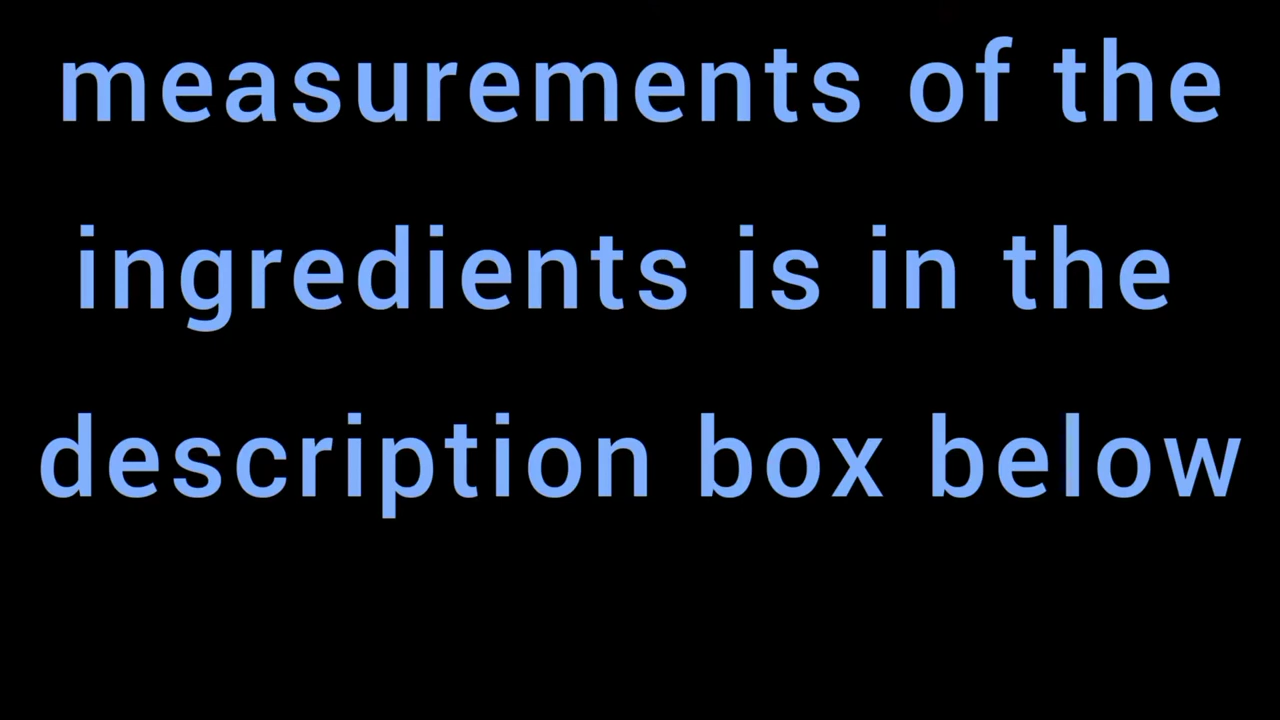 measurements of the
ingredients is in the
description box below